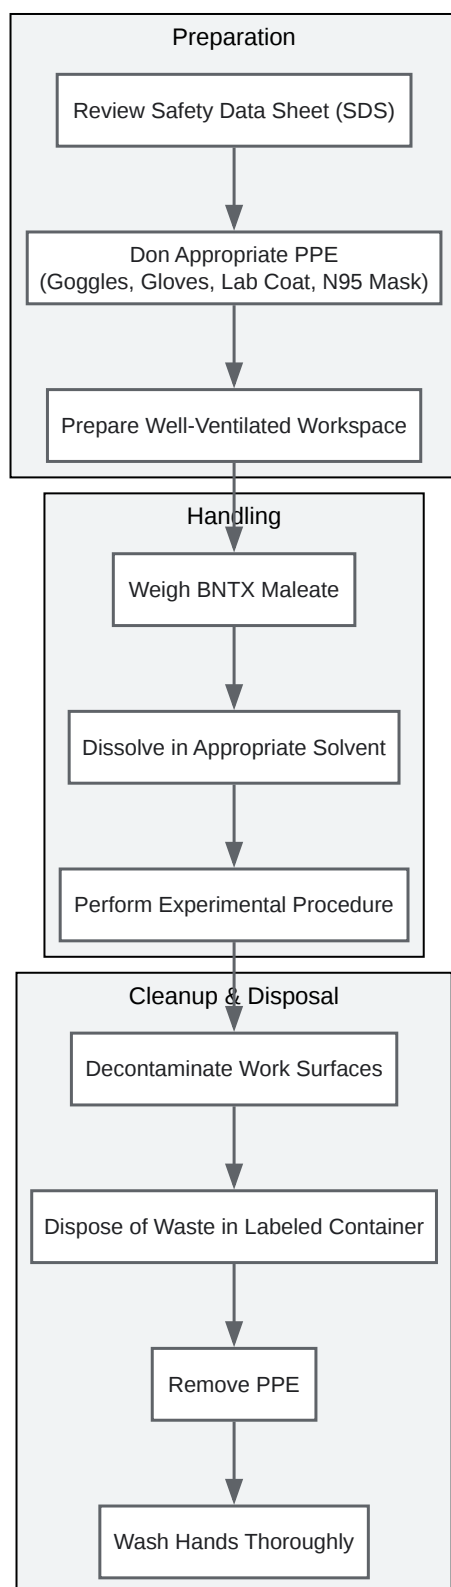 Preparation
Review Safety Data Sheet (SDS)
Don Appropriate PPE
(Goggles, Gloves, Lab Coat, N95 Mask)
Prepare Well-Ventilated Workspace
Handling
Weigh BNTX Maleate
Dissolve in Appropriate Solvent
Perform Experimental Procedure
Cleanup & Disposal
Decontaminate Work Surfaces
Dispose of Waste in Labeled Container
Remove PPE
Wash Hands Thoroughly